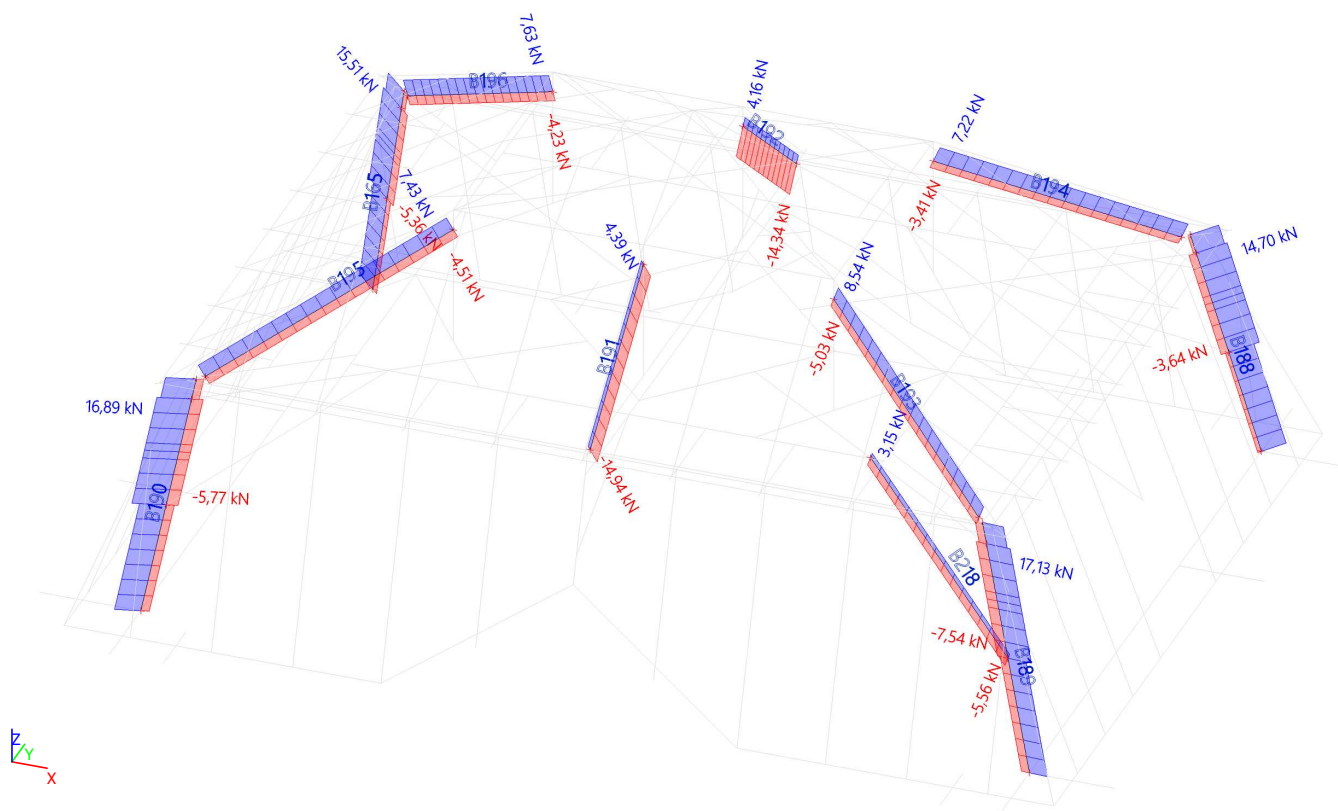 7,63 kN
15,51 kN
B196
4,16 kN
B192
7,22 kN
-4,23 kN
B165
7,43 kN
-5,36 kN
B194
-3,41 kN
-14,34 kN
14,70 kN
4,39 kN
-4,51 kN
B195
8,54 kN
-5,03 kN
B191
-3,64 kN
B188
16,89 kN
B193
3,15 kN
-14,94 kN
-5,77 kN
B190
B218
17,13 kN
-7,54 kN
-5,56 kN
B189
Z
Y
X